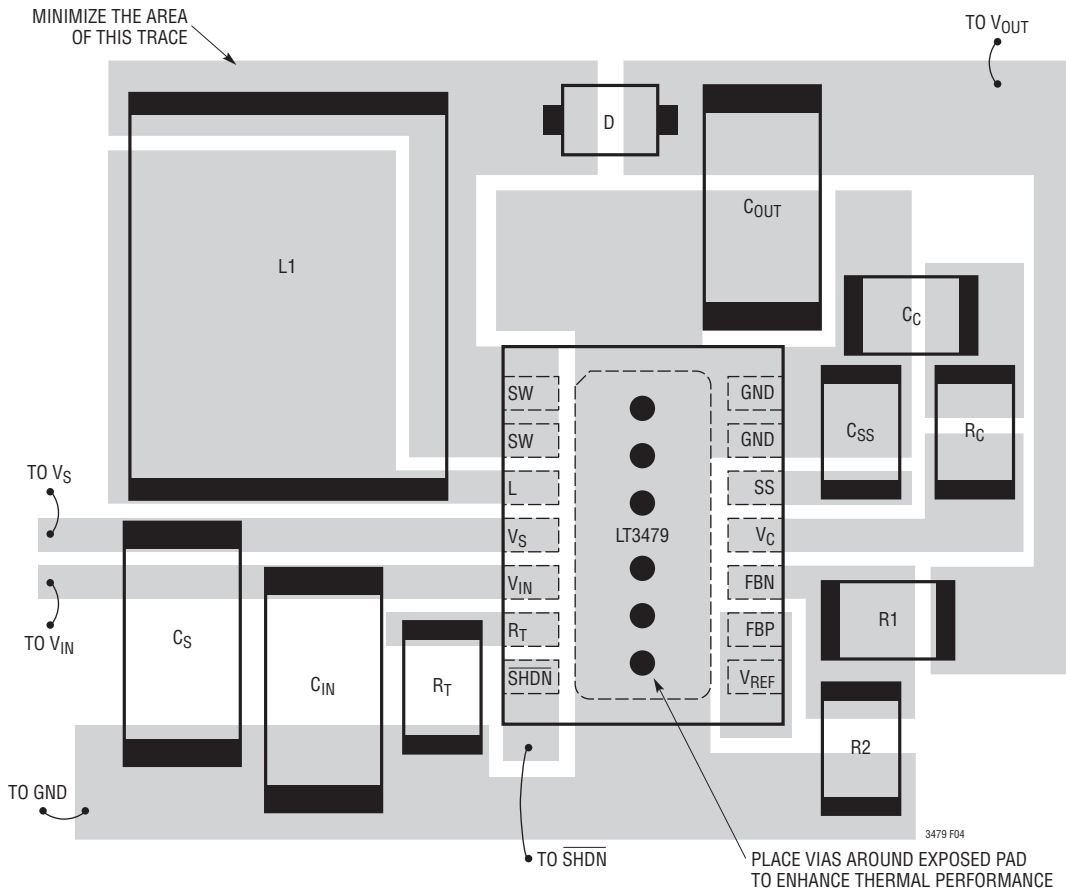 MINIMIZE THE AREA
OF THIS TRACE
TO VOUT
D
COUT
L1
CC
SW
GND
SW
GND
CSS
RC
L
SS
TO VS
VS
LT3479
VC
VIN
FBN
TO VIN
CS
RT
FBP
R1
CIN
RT
SHDN
VREF
R2
TO GND
3479 F04
TO SHDN
PLACE VIAS AROUND EXPOSED PAD
TO ENHANCE THERMAL PERFORMANCE